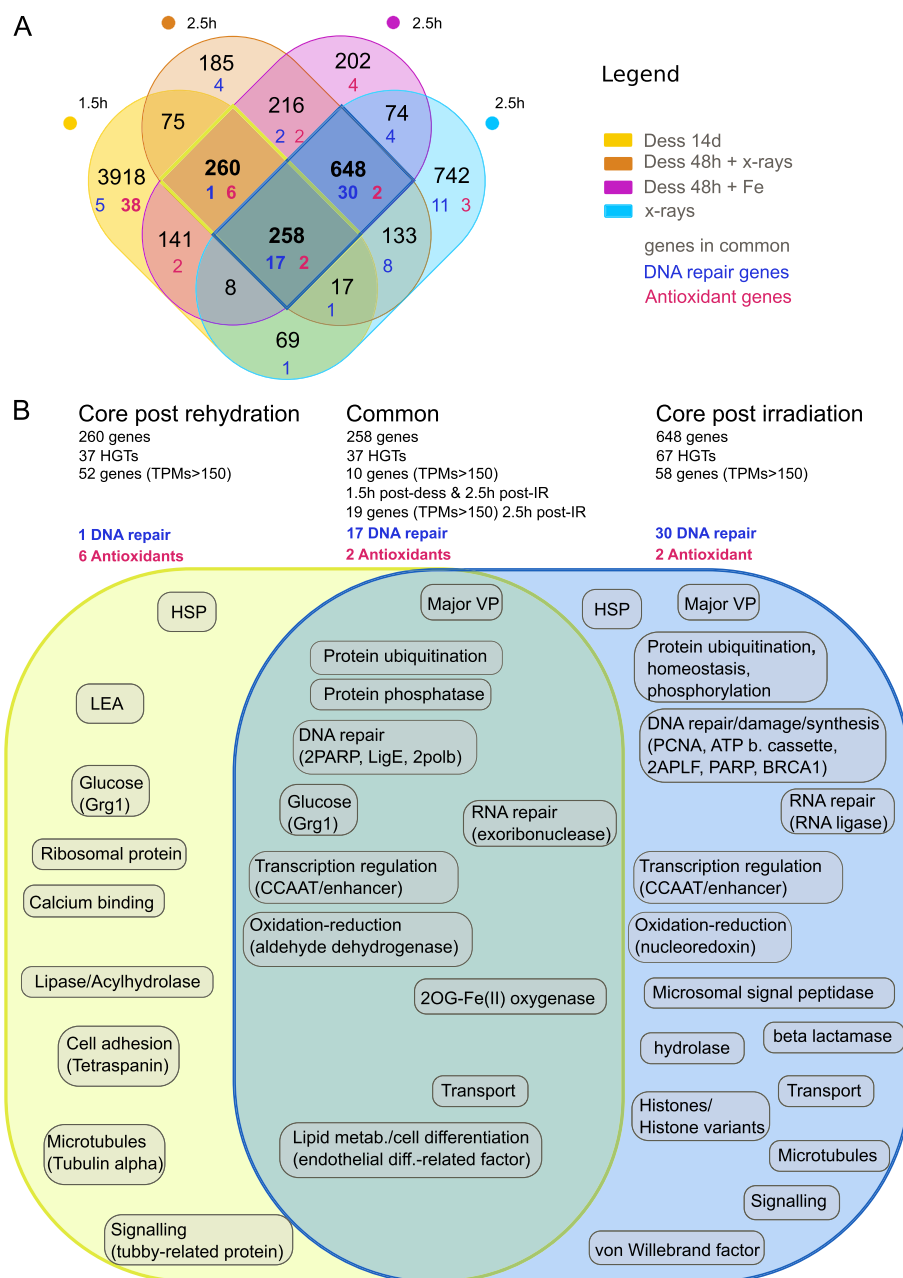 A
2.5h
2.5h
185
4
202
4
1.5h
75
216
2 2
74
4
2.5h
3918
5 38
260
1 6
648
30 2
742
11 3
141
2
258
17 2
133
8
8
17
1
69
1
Legend
Dess 14d
Dess 48h + x-rays
Dess 48h + Fe
x-rays
genes in common
DNA repair genes
Antioxidant genes
B
Core post rehydration
260 genes
37 HGTs
52 genes (TPMs>150)
1 DNA repair
6 Antioxidants
Common
258 genes
37 HGTs
10 genes (TPMs>150)
1.5h post-dess & 2.5h post-IR
19 genes (TPMs>150) 2.5h post-IR
17 DNA repair
2 Antioxidants
Core post irradiation
648 genes
67 HGTs
58 genes (TPMs>150)
30 DNA repair
2 Antioxidant
HSP
LEA
Glucose
(Grg1)
Ribosomal protein
Calcium binding
Lipase/Acylhydrolase
Cell adhesion
(Tetraspanin)
Microtubules
(Tubulin alpha)
Signalling
(tubby-related protein)
Major VP
Protein ubiquitination
Protein phosphatase
DNA repair
(2PARP, LigE, 2polb)
Glucose
(Grg1)
RNA repair
(exoribonuclease)
Transcription regulation
(CCAAT/enhancer)
Oxidation-reduction
(aldehyde dehydrogenase)
2OG-Fe(II) oxygenase
Transport
Lipid metab./cell differentiation
(endothelial diff.-related factor)
HSP
Major VP
Protein ubiquitination,
homeostasis,
phosphorylation
DNA repair/damage/synthesis
(PCNA, ATP b. cassette,
2APLF, PARP, BRCA1)
RNA repair
(RNA ligase)
Transcription regulation
(CCAAT/enhancer)
Oxidation-reduction
(nucleoredoxin)
Microsomal signal peptidase
hydrolase
beta lactamase
Transport
Histones/
Histone variants
Microtubules
Signalling
von Willebrand factor